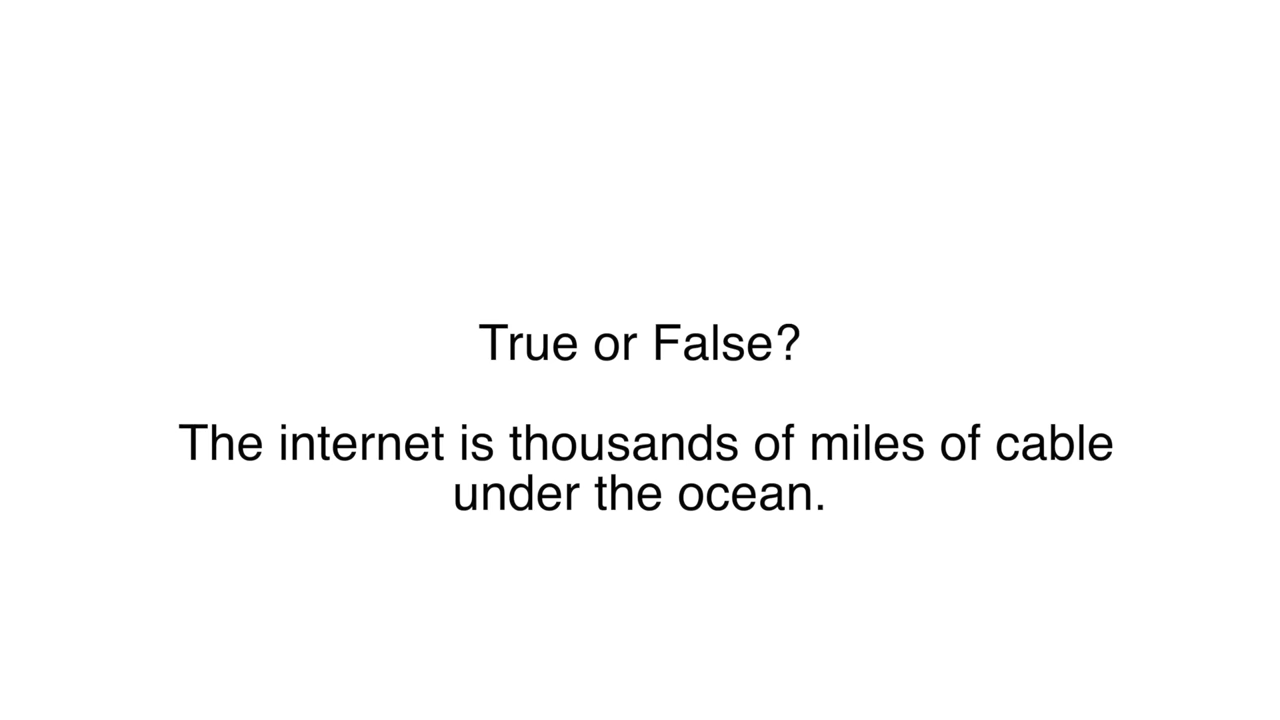 True or False?
The internet is thousands of miles of cable
under the ocean.